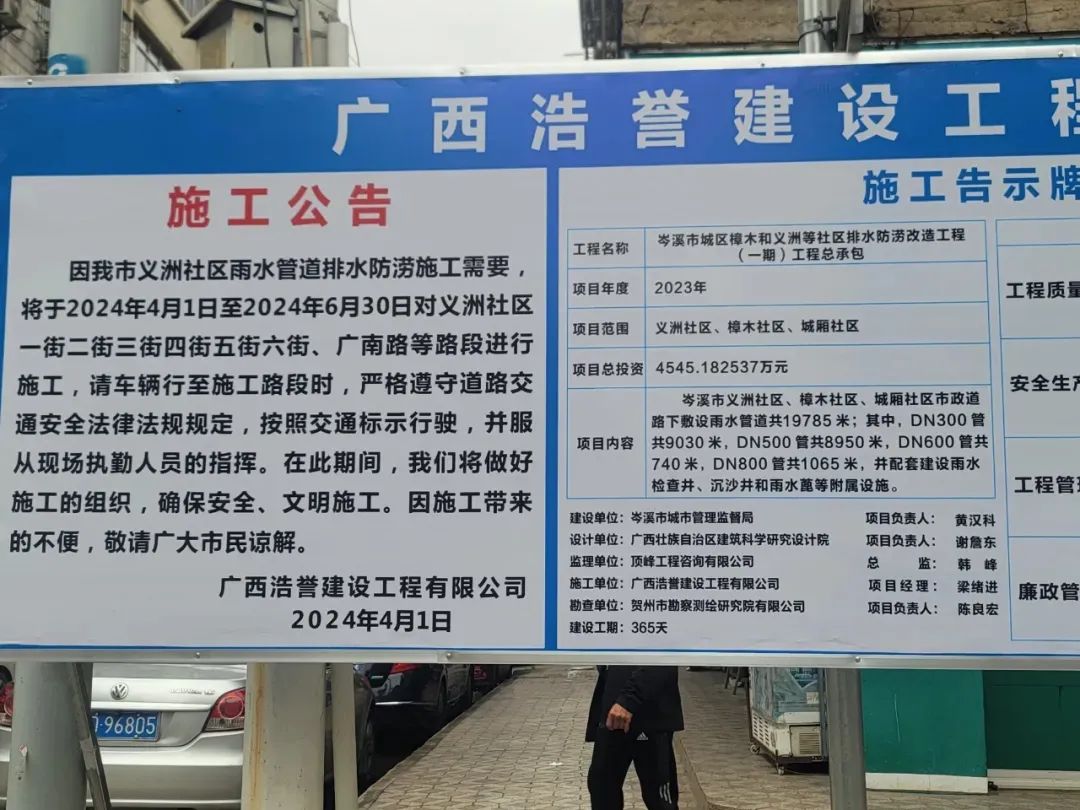 广西浩誉建设工程
施工公告
因我市义洲社区雨水管道排水防涝施工需要，
将于2024年4月1日至2024年6月30日对义洲社区
一街二街三街四街五街六街、广南路等路段进行
施工，请车辆行至施工路段时，严格遵守道路交
通安全法律法规规定，按照交通标示行驶，并服
从现场执勤人员的指挥。在此期间，我们将做好
施工的组织，确保安全、文明施工。因施工带来
的不便，敬请广大市民谅解。
广西浩誉建设工程有限公司
2024年4月1日
施工告示牌
工程名称 岑溪市城区樟木和义洲等社区排水防涝改造工程
（一期）工程总承包
项目年度 2023年
项目范围 义洲社区、樟木社区、城厢社区
项目总投资 4545.182537万元
项目内容
岑溪市义洲社区、樟木社区、城厢社区市政道
路下敷设雨水管道共19785米；其中，DN300管
共9030米，DN500管共8950米，DN600管共
740米，DN800管共1065米，并配套建设雨水
检查井、沉沙井和雨水蓖等附属设施。
建设单位：岑溪市城市管理监督局 项目负责人：黄汉科
设计单位：广西壮族自治区建筑科学研究设计院 项目负责人：谢詹东
监理单位：顶峰工程咨询有限公司 总监：韩峰
施工单位：广西浩誉建设工程有限公司 项目经理：梁绪进
勘查单位：贺州市勘察测绘研究院有限公司 项目负责人：陈良宏
建设工期：365天
工程质量
安全生产
工程管理
廉政管
96805